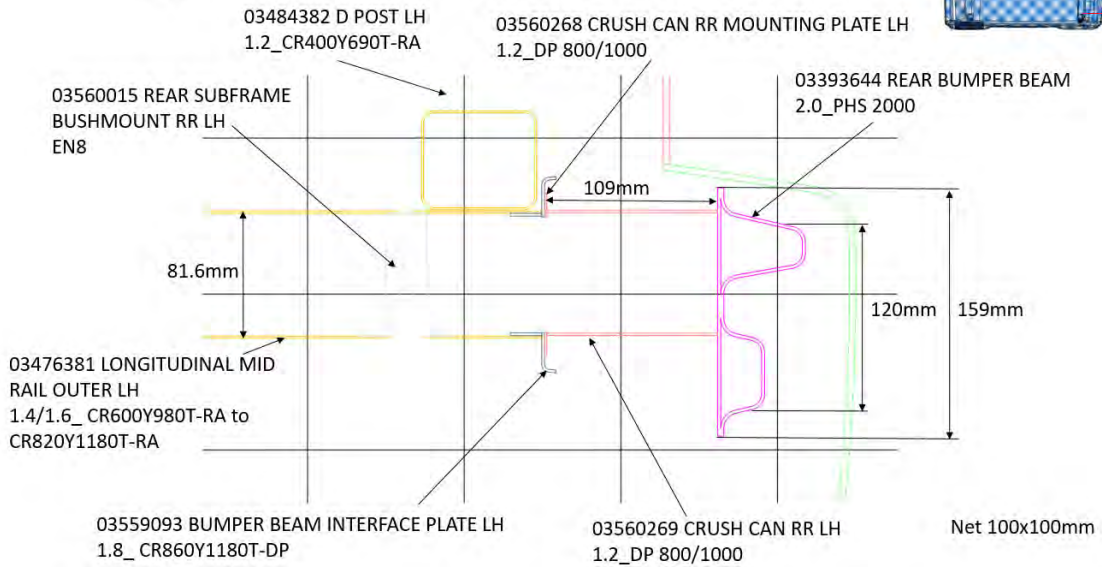 03484382 D POST LH
1.2_CR400Y690T-RA
03560268 CRUSH CAN RR MOUNTING PLATE LH
1.2_DP 800/1000
03393644 REAR BUMPER BEAM
2.0_PHS 2000
03560015 REAR SUBFRAME
BUSHMOUNT RR LH
EN8
109mm
81.6mm
120mm
159mm
03476381 LONGITUDINAL MID
RAIL OUTER LH
1.4/1.6_ CR600Y980T-RA to
CR820Y1180T-RA
03559093 BUMPER BEAM INTERFACE PLATE LH
1.8_ CR860Y1180T-DP
03560269 CRUSH CAN RR LH
1.2_DP 800/1000
Net 100x100mm